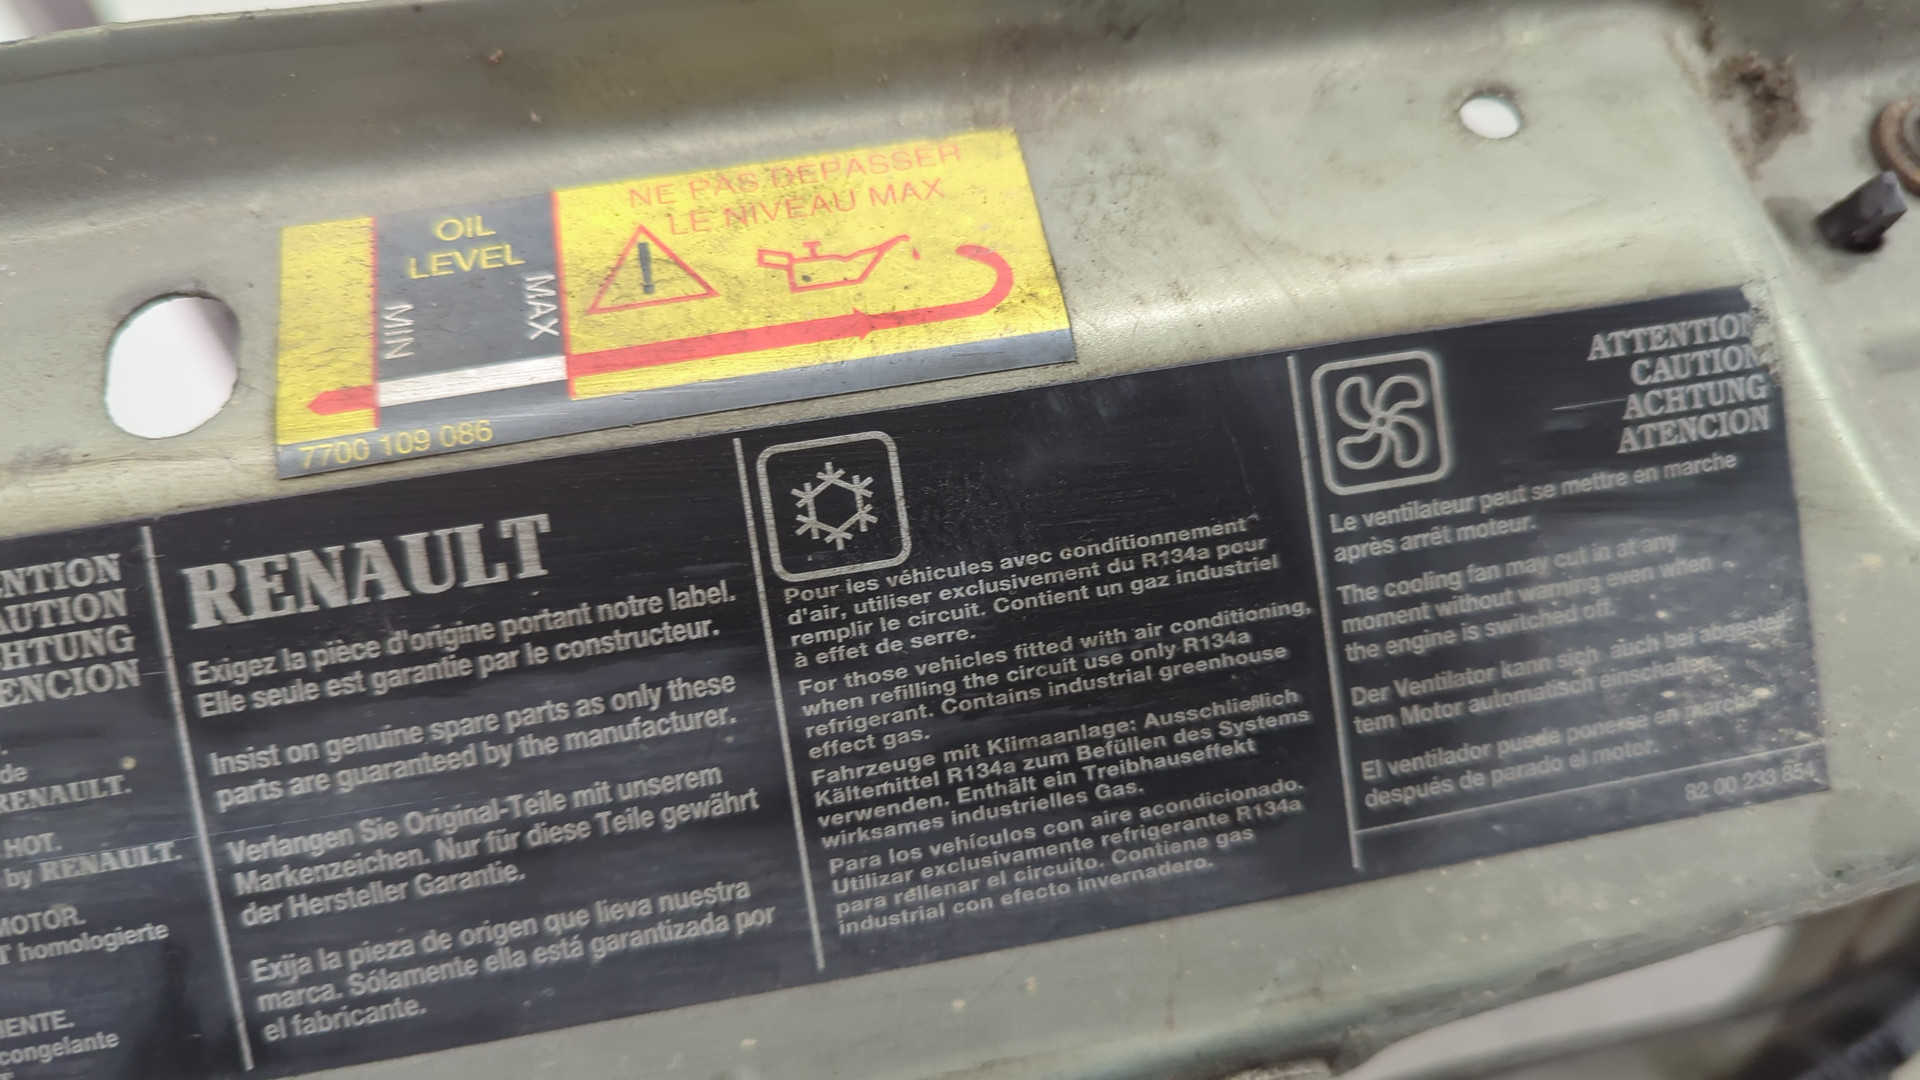 NE PAS DEPASSER
LE NIVEAU MAX
OIL
LEVEL
MIN
MAX
7700 109 086
RENAULT.
HOT.
by RENAULT.
MOTOR.
homologierte
congelante
RENAULT
Exigez la pièce d'origine portant notre label.
Elle seule est garantie par le constructeur.
Insist on genuine spare parts as only these
parts are guaranteed by the manufacturer.
Verlangen Sie Original-Teile mit unserem
Markenzeichen. Nur für diese Teile gewährt
der Hersteller Garantie.
Exija la pieza de origen que lieva nuestra
marca. Sólamente ella está garantizada por
el fabricante.
Pour les véhicules avec conditionnement
d'air, utiliser exclusivement du R134a pour
remplir le circuit. Contient un gaz industriel
à effet de serre.
For those vehicles fitted with air conditioning,
when refilling the circuit use only R134a
refrigerant. Contains industrial greenhouse
effect gas.
Fahrzeuge mit Klimaanlage: Ausschließlich
Kältemittel R134a zum Befüllen des Systems
verwenden. Enthält ein Treibhauseffekt
wirksames industrielles Gas.
Para los vehículos con aire acondicionado.
Utilizar exclusivamente refrigerante R134a
para réllenar el circuito. Contiene gas
industrial con efecto invernadero.
ATTENTION
CAUTION
ACHTUNG
ATENCION
Le ventilateur peut se mettre en marche
après arrêt moteur.
The cooling fan may cut in at any
moment without warning even when
the engine is switched off.
Der Ventilator kann sich auch bei abgestel-
tem Motor automatisch einschalten.
El ventilador puede ponerse en marcha
después de parado el motor.
82 00 233 854